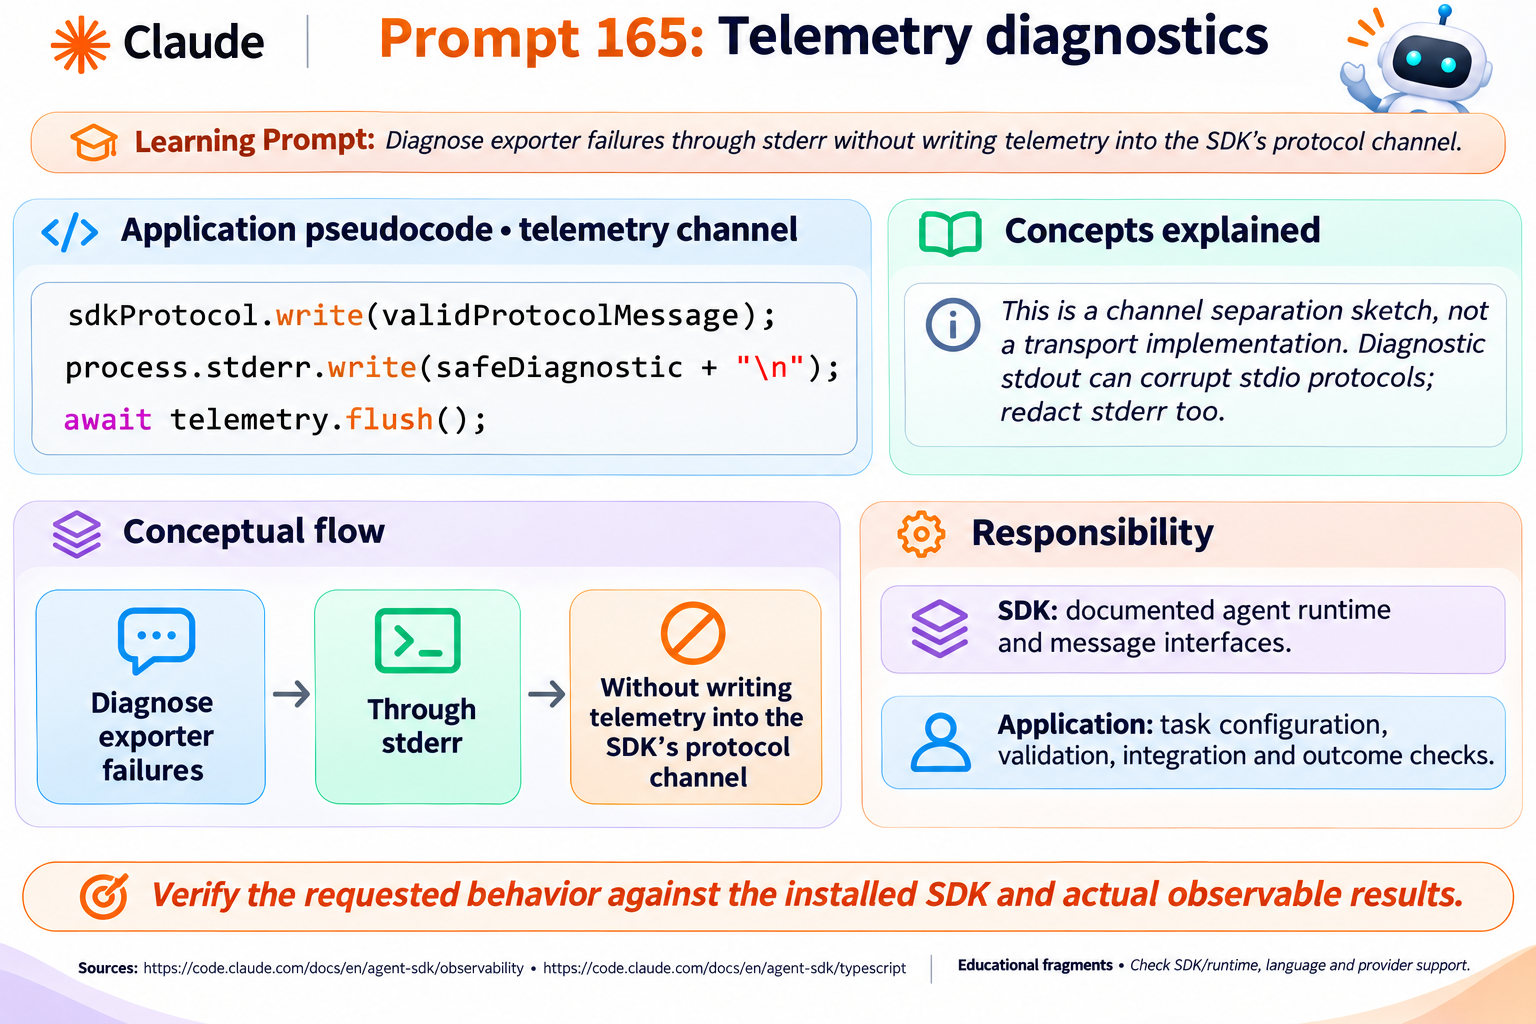 Claude
Prompt 165: Telemetry diagnostics
Learning Prompt: Diagnose exporter failures through stderr without writing telemetry into the SDK's protocol channel.
</> Application pseudocode • telemetry channel
sdkProtocol.write(validProtocolMessage);
process.stderr.write(safeDiagnostic + "\n");
await telemetry.flush();
Concepts explained
This is a channel separation sketch, not
a transport implementation. Diagnostic
stdout can corrupt stdio protocols;
redact stderr too.
Conceptual flow
Diagnose
exporter
failures
Through
stderr
Without writing
telemetry into the
SDK's protocol
channel
Responsibility
SDK: documented agent runtime
and message interfaces.
Application: task configuration,
validation, integration and outcome checks.
Verify the requested behavior against the installed SDK and actual observable results.
Sources: https://code.claude.com/docs/en/agent-sdk/observability • https://code.claude.com/docs/en/agent-sdk/typescript
Educational fragments • Check SDK/runtime, language and provider support.